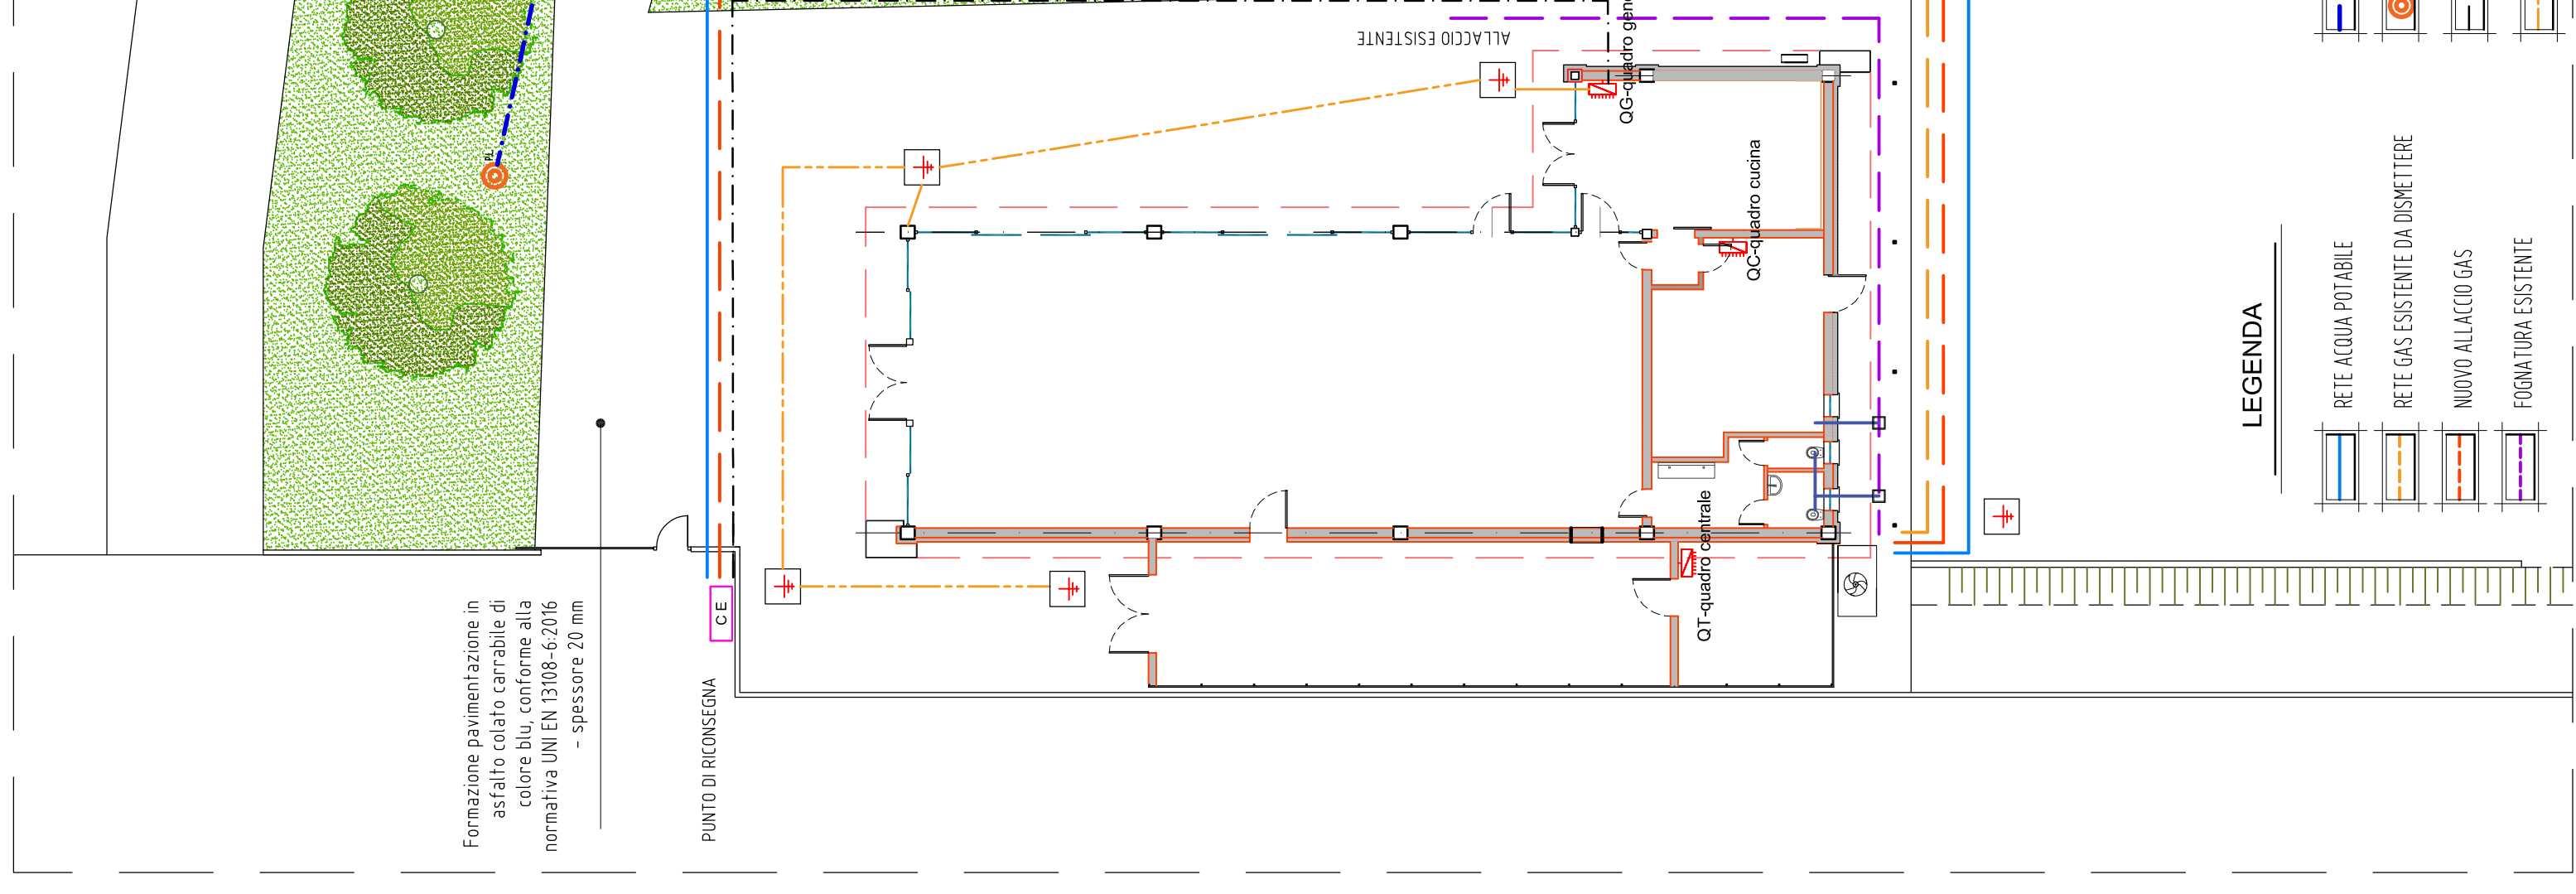 Formazione pavimentazione in
asfalto colato carrabile di
colore blu, conforme alla
normativa UNI EN 13108-6:2016
- spessore 20 mm
PUNTO DI RICONSEGNA
C E
PL
ALLACCIO ESISTENTE
QG-quadro gene
QC-quadro cucina
QT-quadro centrale
LEGENDA
RETE ACQUA POTABILE
RETE GAS ESISTENTE DA DISMETTERE
NUOVO ALLACCIO GAS
FOGNATURA ESISTENTE